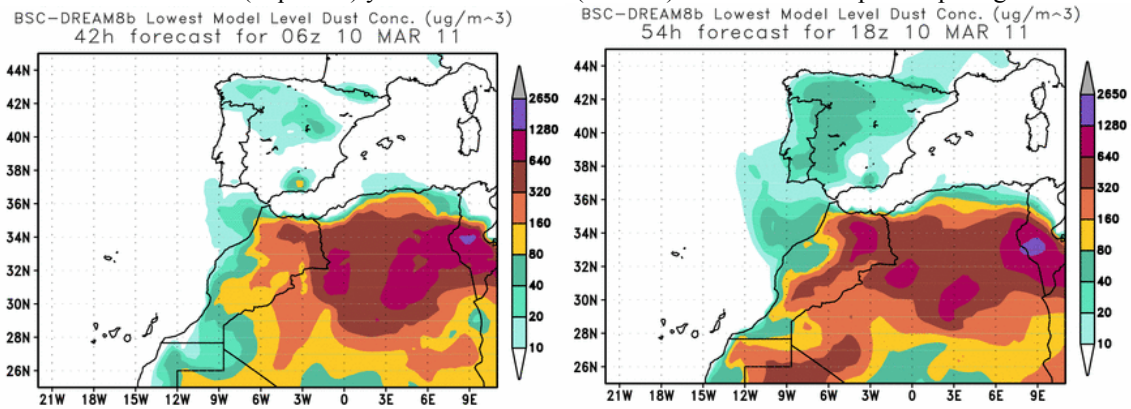 BSC-DREAM8b Lowest Model Level Dust Conc. (ug/m^3)
42h forecast for 06z 10 MAR 11
44N
42N
40N
38N
36N
34N
32N
30N
28N
26N
21W 18W 15W 12W 9W 6W 3W 0 3E 6E 9E
2650
1280
640
320
160
80
40
20
10
BSC-DREAM8b Lowest Model Level Dust Conc. (ug/m^3)
54h forecast for 18z 10 MAR 11
44N
42N
40N
38N
36N
34N
32N
30N
28N
26N
21W 18W 15W 12W 9W 6W 3W 0 3E 6E 9E
2650
1280
640
320
160
80
40
20
10